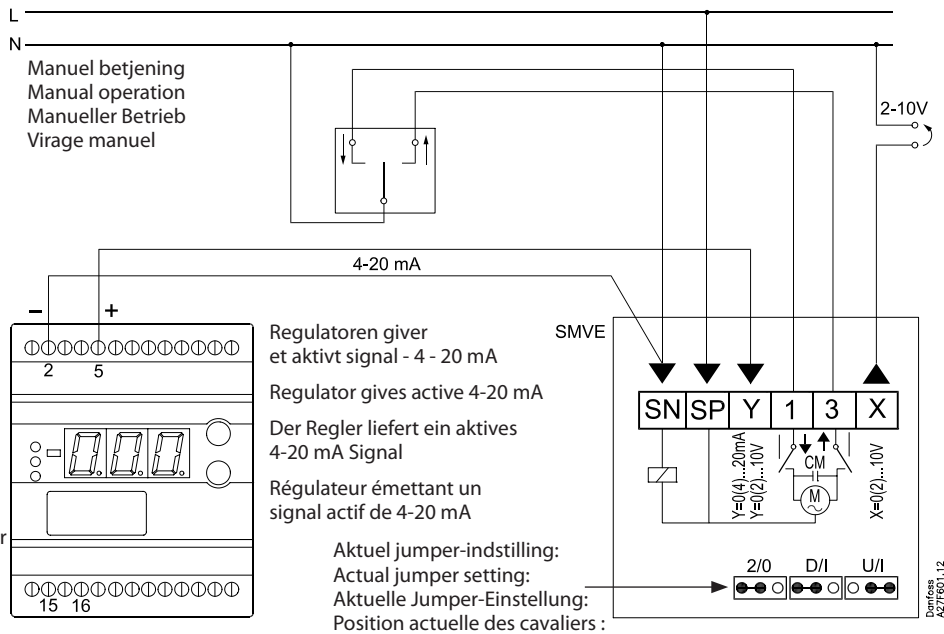 L
N
Manuel betjening
Manual operation
Manueller Betrieb
Virage manuel
2-10V
4-20 mA
− +
2 5
Regulatoren giver
et aktivt signal - 4 - 20 mA
Regulator gives active 4-20 mA
Der Regler liefert ein aktives
4-20 mA Signal
Régulateur émettant un
signal actif de 4-20 mA
r
15 16
SMVE
SN SP Y 1 3 X
Y=0(4)...20mA
Y=0(2)...10V
CM
M
X=0(2)...10V
Aktuel jumper-indstilling:
Actual jumper setting:
Aktuelle Jumper-Einstellung:
Position actuelle des cavaliers :
2/0 D/I U/I
Danfoss
A27F601.12